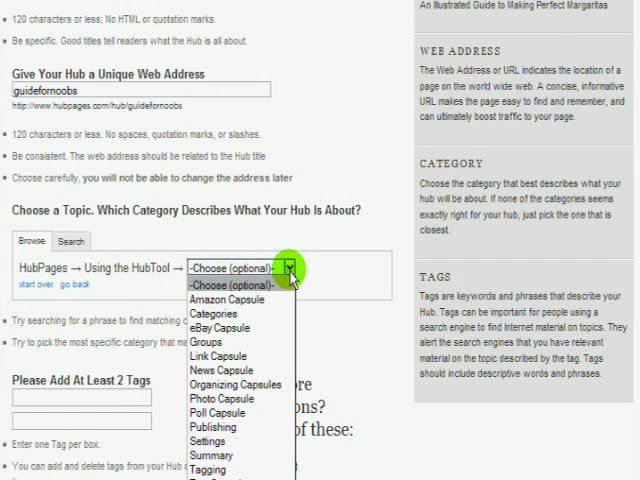 120 characters or less; No HTML or quotation marks.
Be specific. Good titles tell readers what the Hub is all about.
Give Your Hub a Unique Web Address
guidefornoobs
http://www.hubpages.com/hub/guidefornoobs
120 characters or less. No spaces, quotation marks, or slashes.
Be consistent. The web address should be related to the Hub title
Choose carefully, you will not be able to change the address later
Choose a Topic. Which Category Describes What Your Hub Is About?
Browse Search
HubPages → Using the HubTool → -Choose (optional)-
start over go back
-Choose (optional)-
Amazon Capsule
Categories
eBay Capsule
Groups
Link Capsule
News Capsule
Organizing Capsules
Photo Capsule
Poll Capsule
Publishing
Settings
Summary
Tagging
Try searching for a phrase to find matching
Try to pick the most specific category that
Please Add At Least 2 Tags
Enter one Tag per box.
You can add and delete tags from your Hub
ore
ons?
of these:
An Illustrated Guide to Making Perfect Margaritas
WEB ADDRESS
The Web Address or URL indicates the location of a
page on the world wide web. A concise, informative
URL makes the page easy to find and remember, and
can ultimately boost traffic to your page.
CATEGORY
Choose the category that best describes what your
hub will be about. If none of the categories seems
exactly right for your hub, just pick the one that is
closest.
TAGS
Tags are keywords and phrases that describe your
Hub. Tags can be important for people using a
search engine to find Internet material on topics. They
alert the search engines that you have relevant
material on the topic described by the tag. Tags
should include descriptive words and phrases.